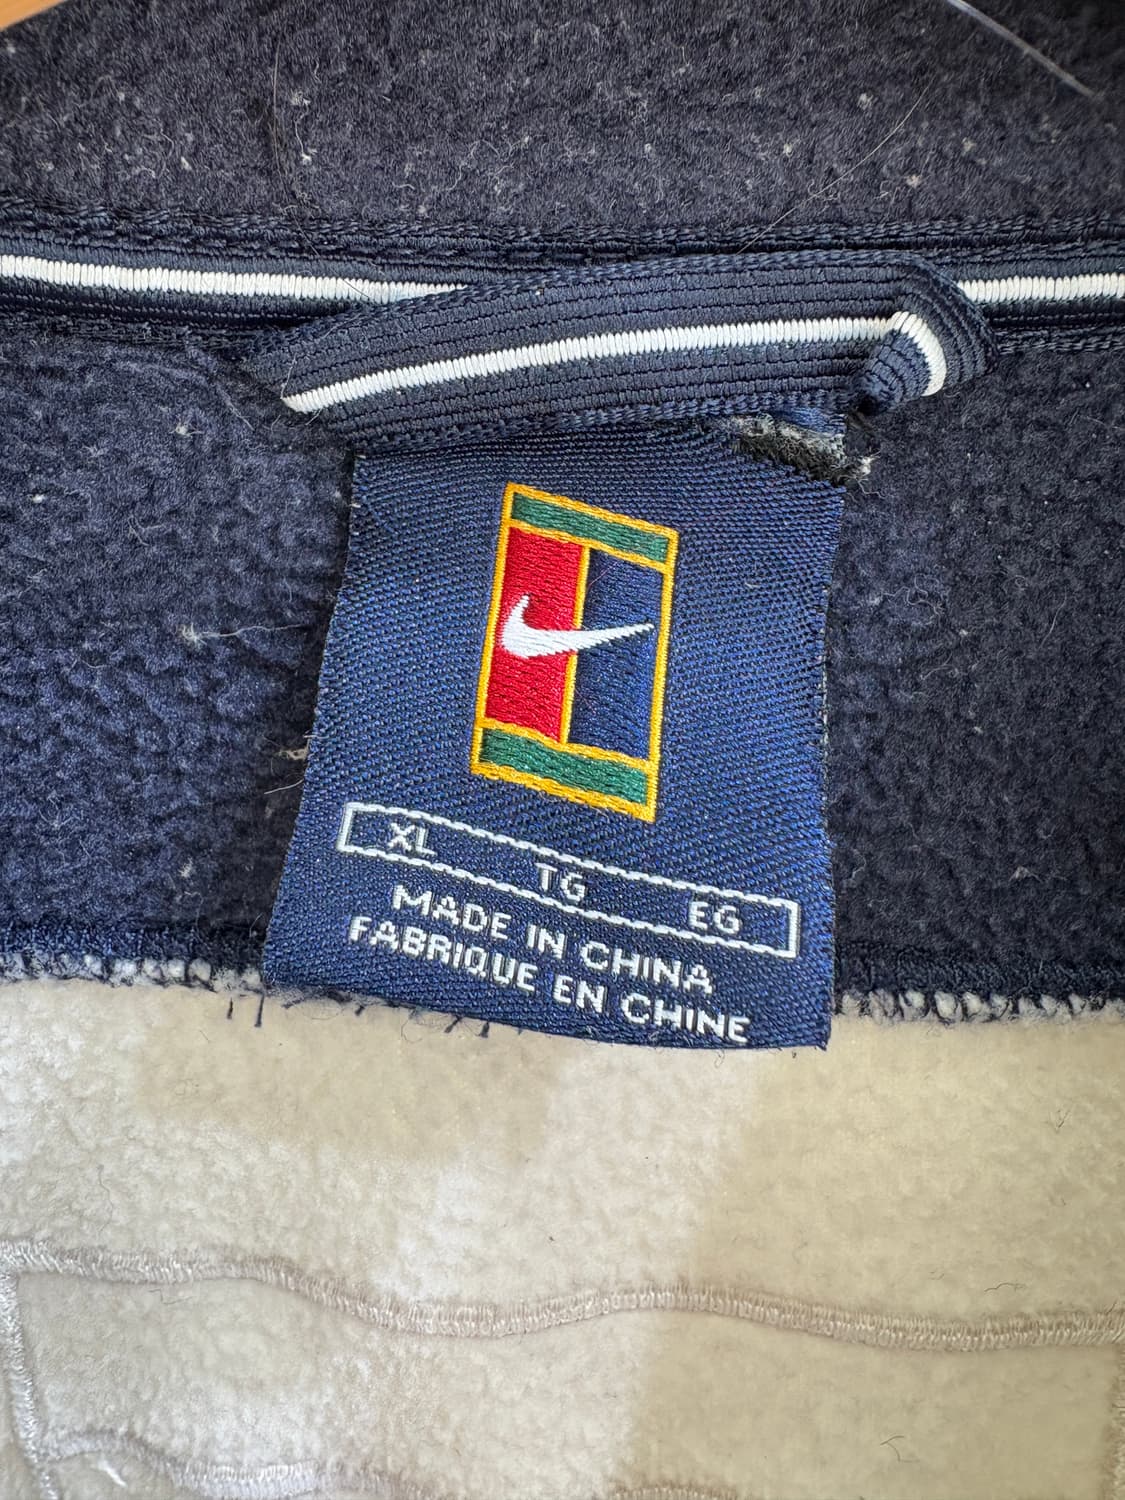 XL TG EG
MADE IN CHINA
FABRIQUE EN CHINE